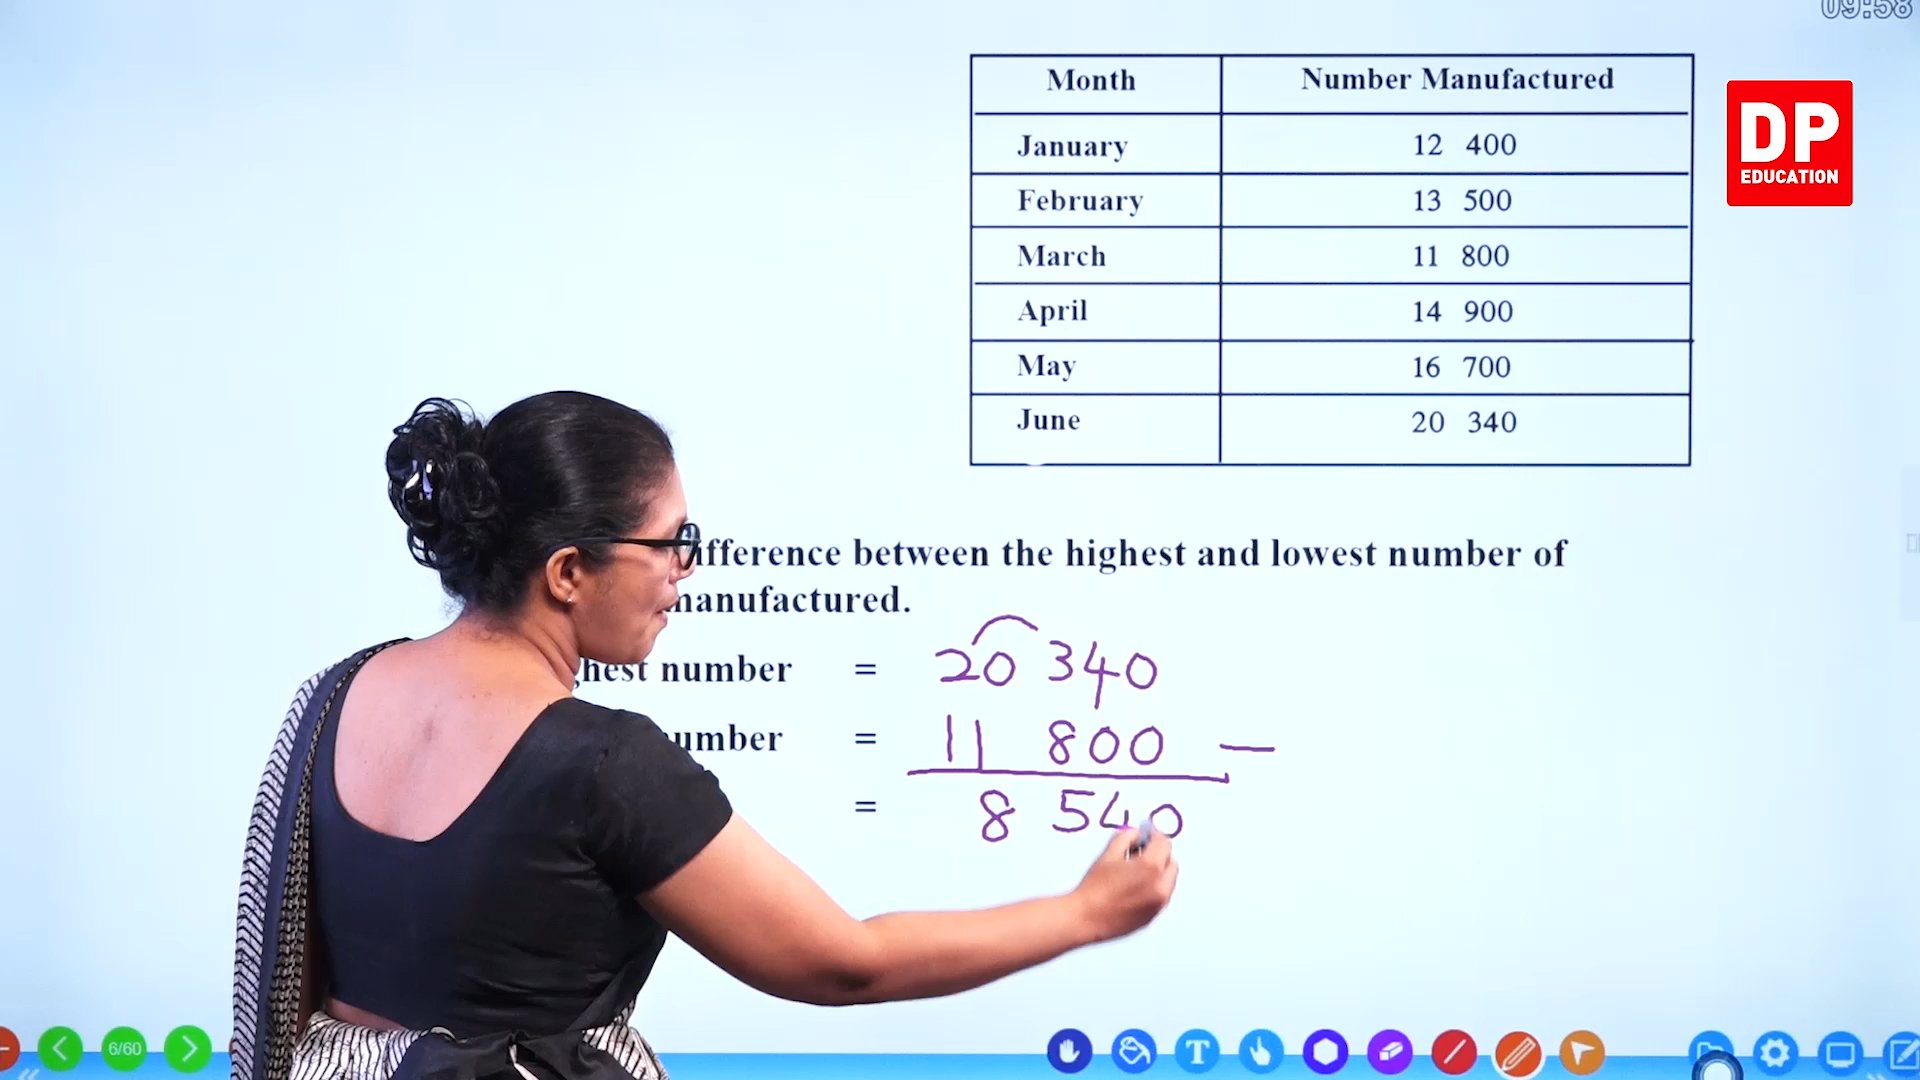 09:58
Month Number Manufactured
January 12 400
February 13 500
March 11 800
April 14 900
May 16 700
June 20 340
DP
EDUCATION
ifference between the highest and lowest number of
manufactured.
hest number = 20 340
umber = 11 800 —
= 8 540
6/60
T